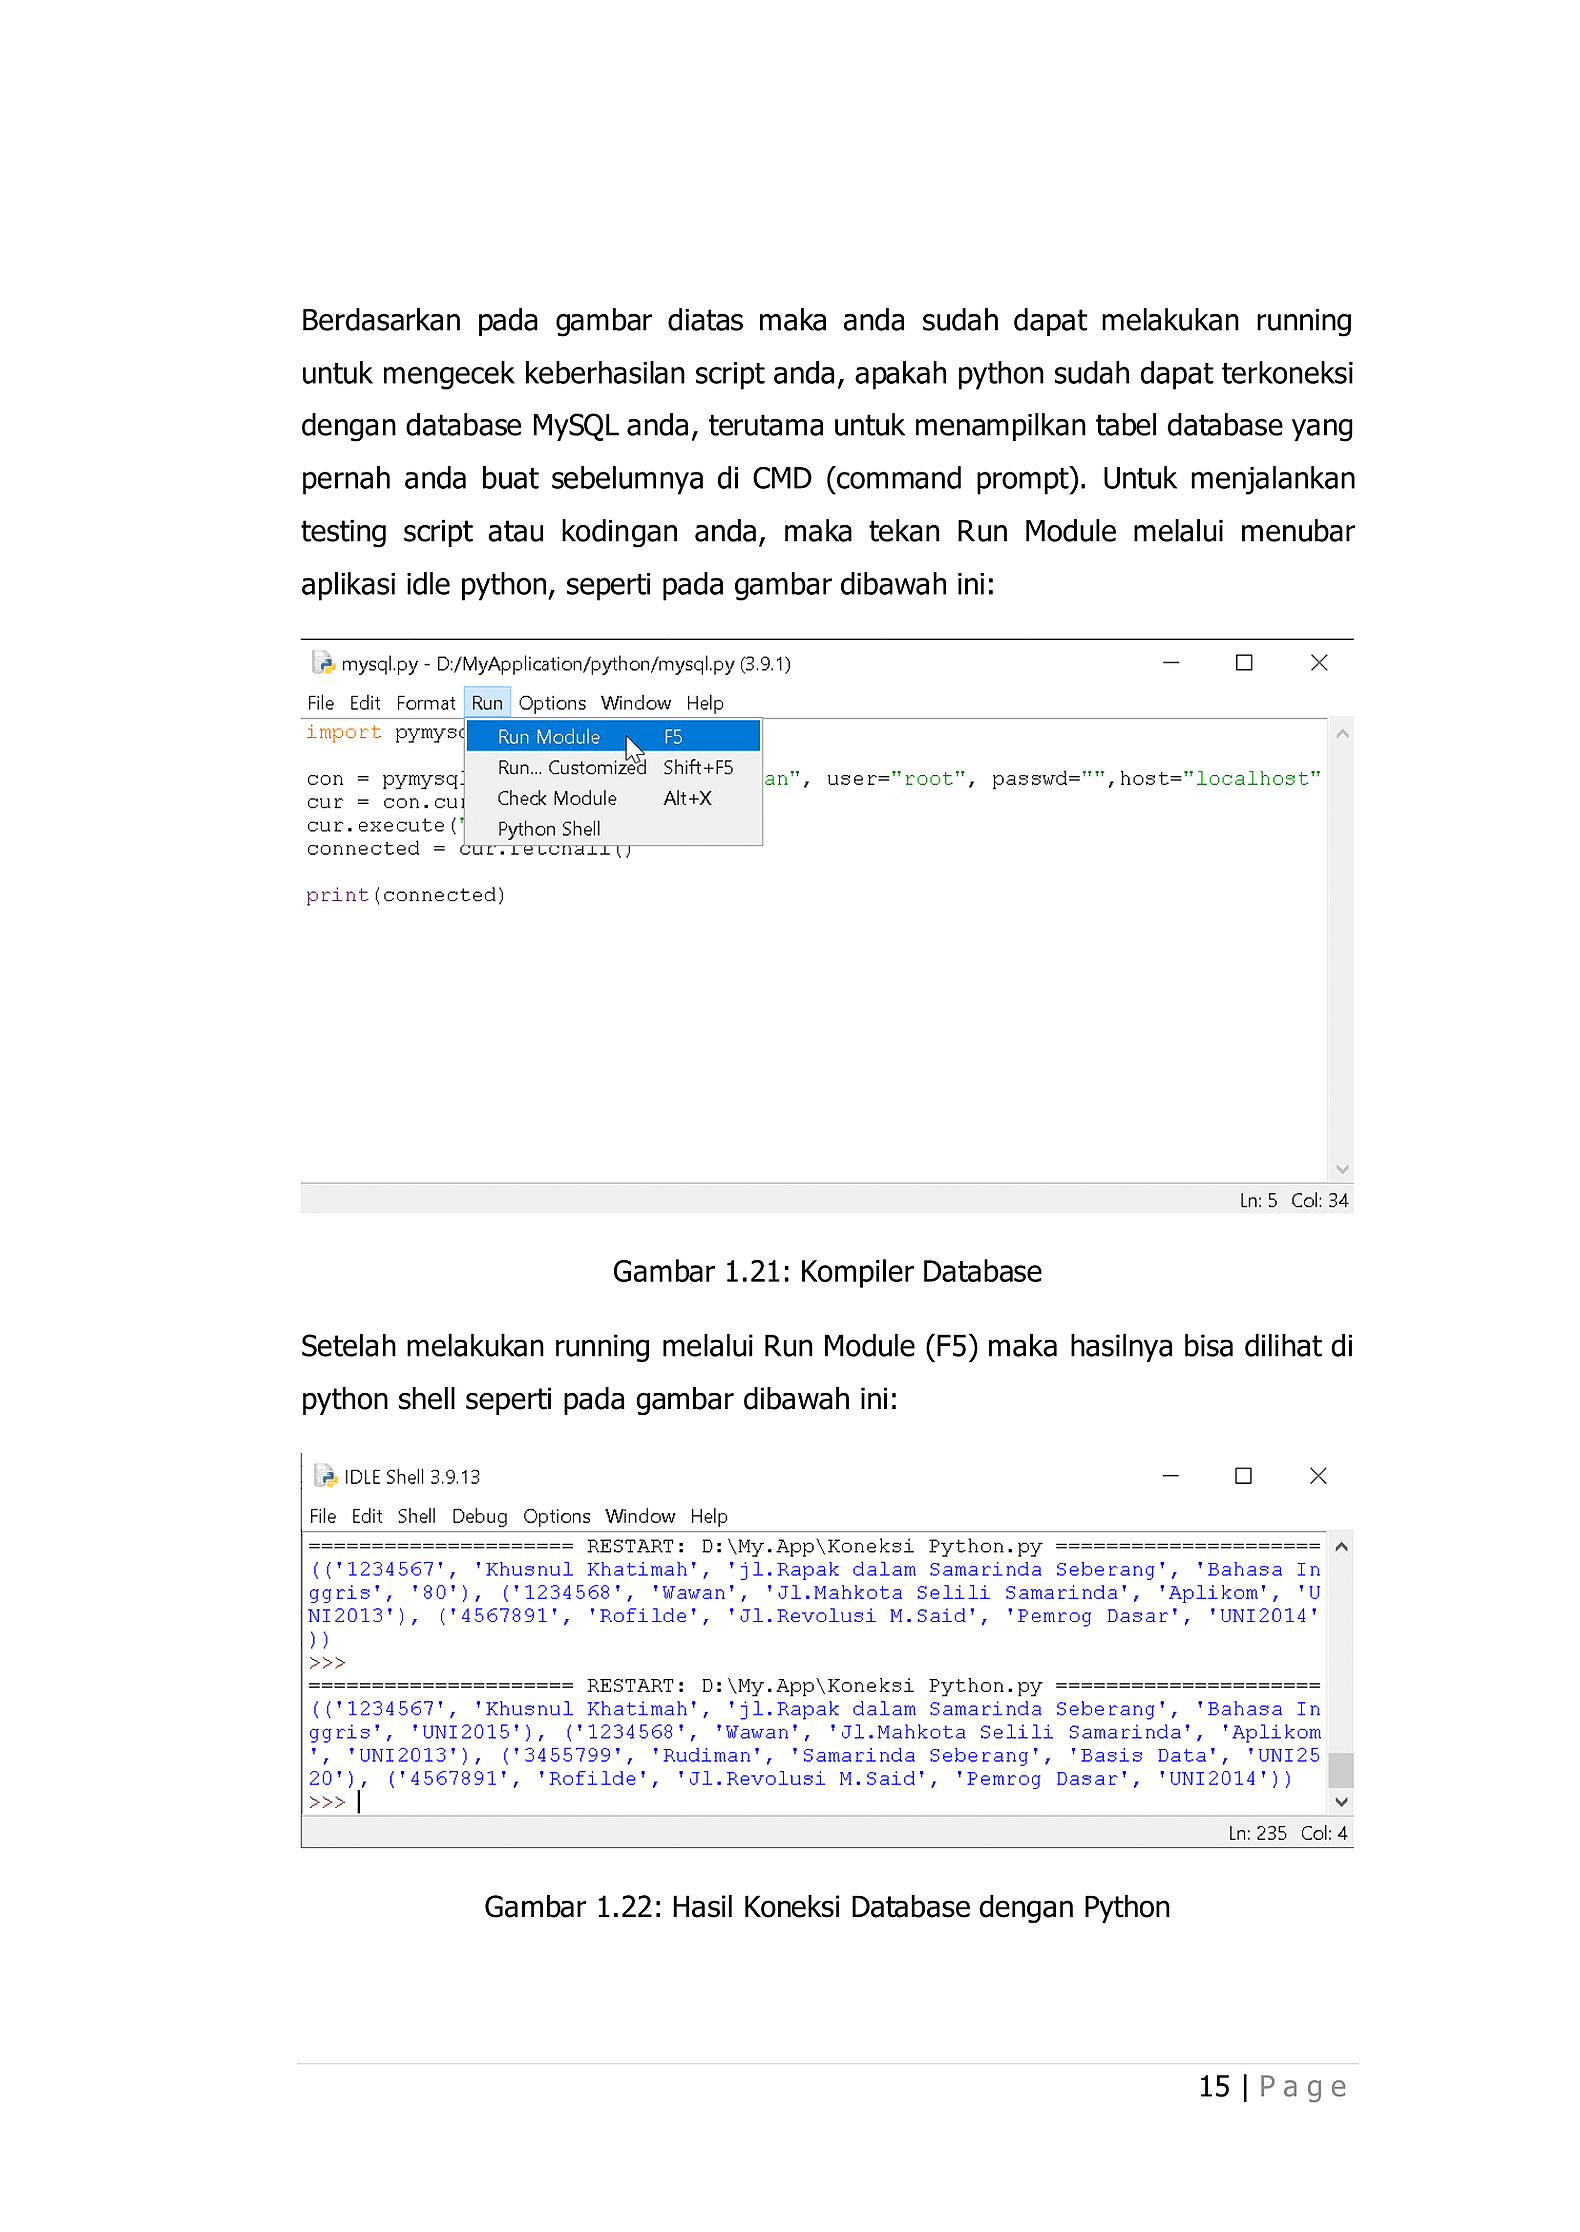 Berdasarkan pada gambar diatas maka anda sudah dapat melakukan running
untuk mengecek keberhasilan script anda, apakah python sudah dapat terkoneksi
dengan database MySQL anda, terutama untuk menampilkan tabel database yang
pernah anda buat sebelumnya di CMD (command prompt). Untuk menjalankan
testing script atau kodingan anda, maka tekan Run Module melalui menubar
aplikasi idle python, seperti pada gambar dibawah ini:
mysql.py - D:/MyApplication/python/mysql.py (3.9.1)
File Edit Format Run Options Window Help
import
Run Module F5
Run... Customized Shift+F5
Check Module Alt+X
Python Shell
con = pymysql an", user="root", passwd="",host="localhost"
cur = con.cur
cur.execute("
connected = cur.fetchall()
print(connected)
Ln: 5 Col: 34
Gambar 1.21: Kompiler Database
Setelah melakukan running melalui Run Module (F5) maka hasilnya bisa dilihat di
python shell seperti pada gambar dibawah ini:
IDLE Shell 3.9.13
File Edit Shell Debug Options Window Help
===================== RESTART: D:\My.App\Koneksi Python.py =====================
(('1234567', 'Khusnul Khatimah', 'jl.Rapak dalam Samarinda Seberang', 'Bahasa In
ggris', '80'), ('1234568', 'Wawan', 'Jl.Mahkota Selili Samarinda', 'Aplikom', 'U
NI2013'), ('4567891', 'Rofilde', 'Jl.Revolusi M.Said', 'Pemrog Dasar', 'UNI2014'
))
>>>
===================== RESTART: D:\My.App\Koneksi Python.py =====================
(('1234567', 'Khusnul Khatimah', 'jl.Rapak dalam Samarinda Seberang', 'Bahasa In
ggris', 'UNI2015'), ('1234568', 'Wawan', 'Jl.Mahkota Selili Samarinda', 'Aplikom
', 'UNI2013'), ('3455799', 'Rudiman', 'Samarinda Seberang', 'Basis Data', 'UNI25
20'), ('4567891', 'Rofilde', 'Jl.Revolusi M.Said', 'Pemrog Dasar', 'UNI2014'))
>>>
Ln: 235 Col: 4
Gambar 1.22: Hasil Koneksi Database dengan Python
15 | Page